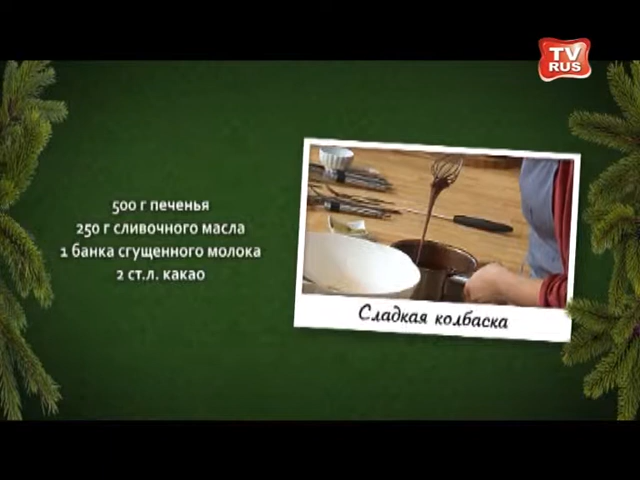 TV
RUS
500 г печенья
250 г сливочного масла
1 банка сгущенного молока
2 ст.л. какао
Сладкая колбаска